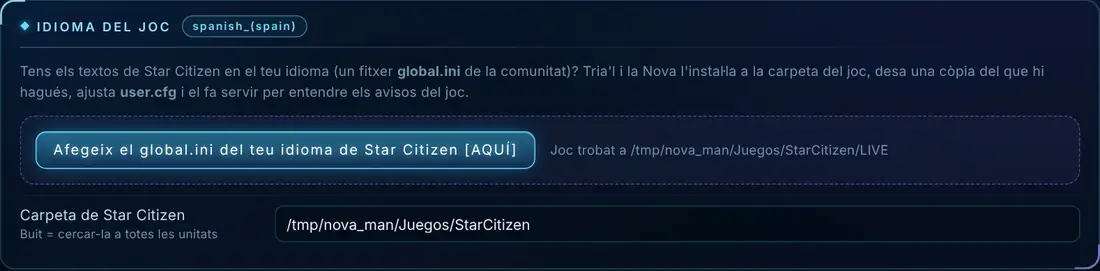 IDIOMA DEL JOC spanish_(spain)
Tens els textos de Star Citizen en el teu idioma (un fitxer global.ini de la comunitat)? Tria'l i la Nova l'instal·la a la carpeta del joc, desa una còpia del que hi
hagués, ajusta user.cfg i el fa servir per entendre els avisos del joc.
Afegeix el global.ini del teu idioma de Star Citizen [AQUÍ] Joc trobat a /tmp/nova_man/Juegos/StarCitizen/LIVE
Carpeta de Star Citizen
Buit = cercar-la a totes les unitats
/tmp/nova_man/Juegos/StarCitizen